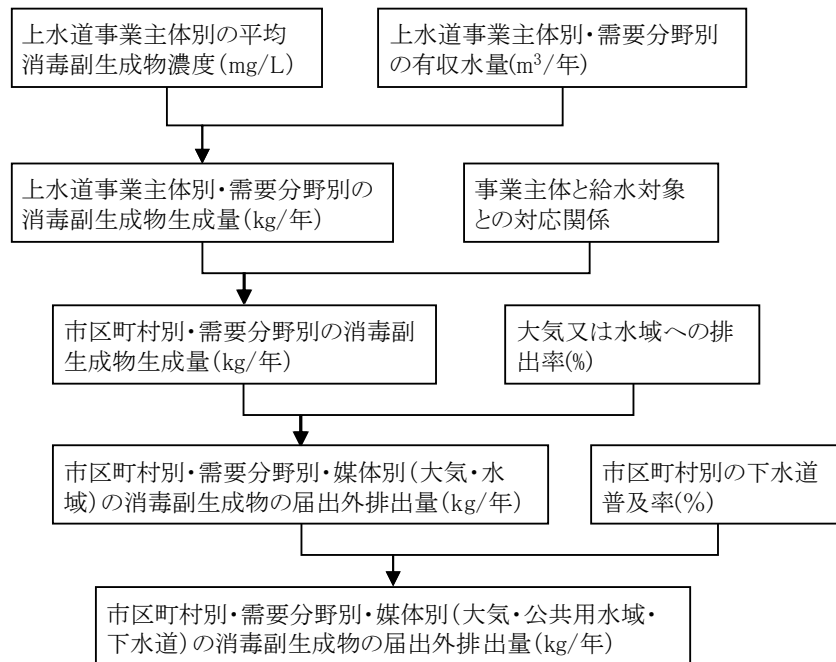 上水道事業主体別の平均
消毒副生成物濃度(mg/L)
上水道事業主体別・需要分野別
の有収水量(m³/年)
上水道事業主体別・需要分野別の
消毒副生成物生成量(kg/年)
事業主体と給水対象
との対応関係
市区町村別・需要分野別の消毒副
生成物生成量(kg/年)
大気又は水域への排
出率(%)
市区町村別・需要分野別・媒体別(大気・水
域)の消毒副生成物の届出外排出量(kg/年)
市区町村別の下水道
普及率(%)
市区町村別・需要分野別・媒体別(大気・公共用水域・
下水道)の消毒副生成物の届出外排出量(kg/年)